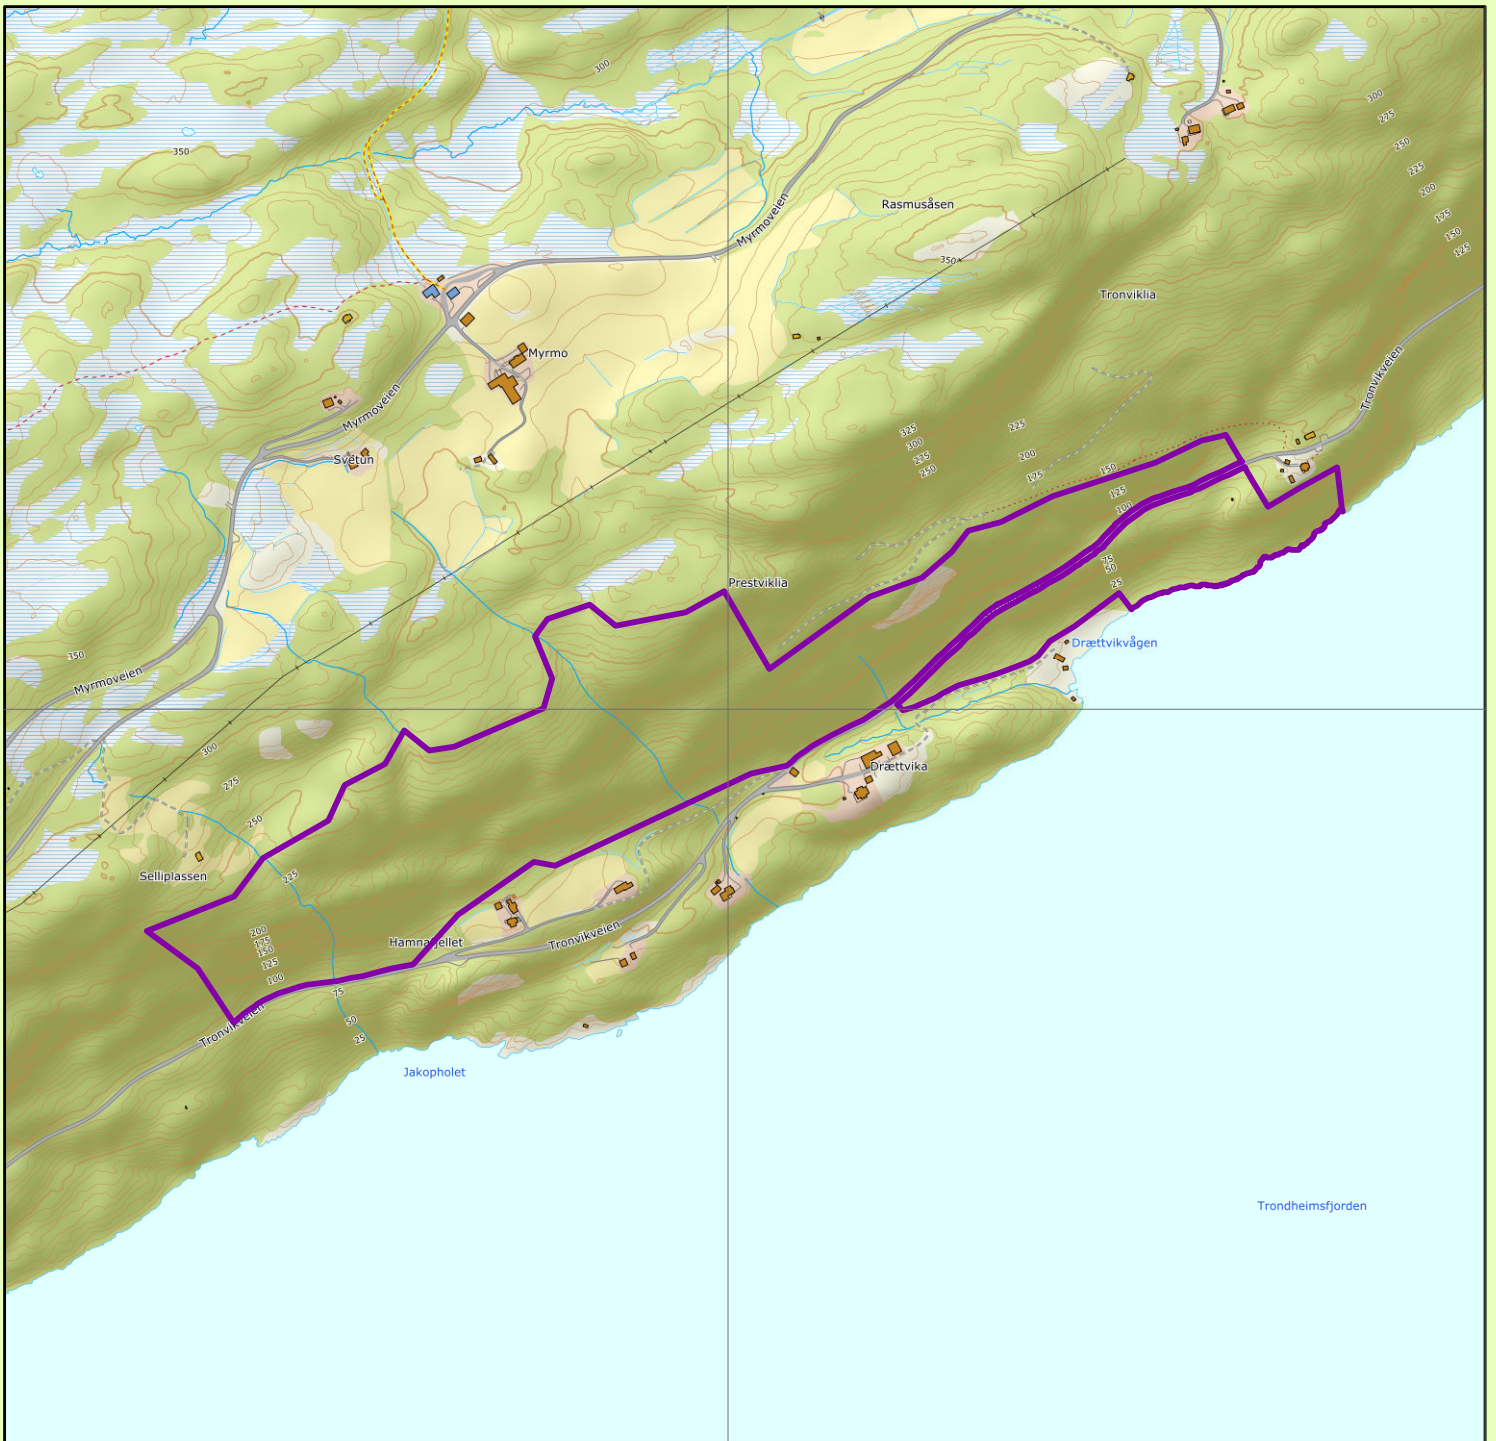 300
350
300
275
250
225
200
175
150
125
Rasmusåsen
Myrmoveien
350
Tronviklia
Myrmo
Tronvikveien
Myrmoveien
Svetun
325
300
275
250
225
200
175
150
125
100
75
50
25
Prestviklia
Drættvikvågen
350
Myrmoveien
300
275
250
225
Drættvika
Selliplassen
200
175
150
125
100
75
50
25
Hamnafjellet
Tronvikveien
Tronvikveien
Jakopholet
Trondheimsfjorden